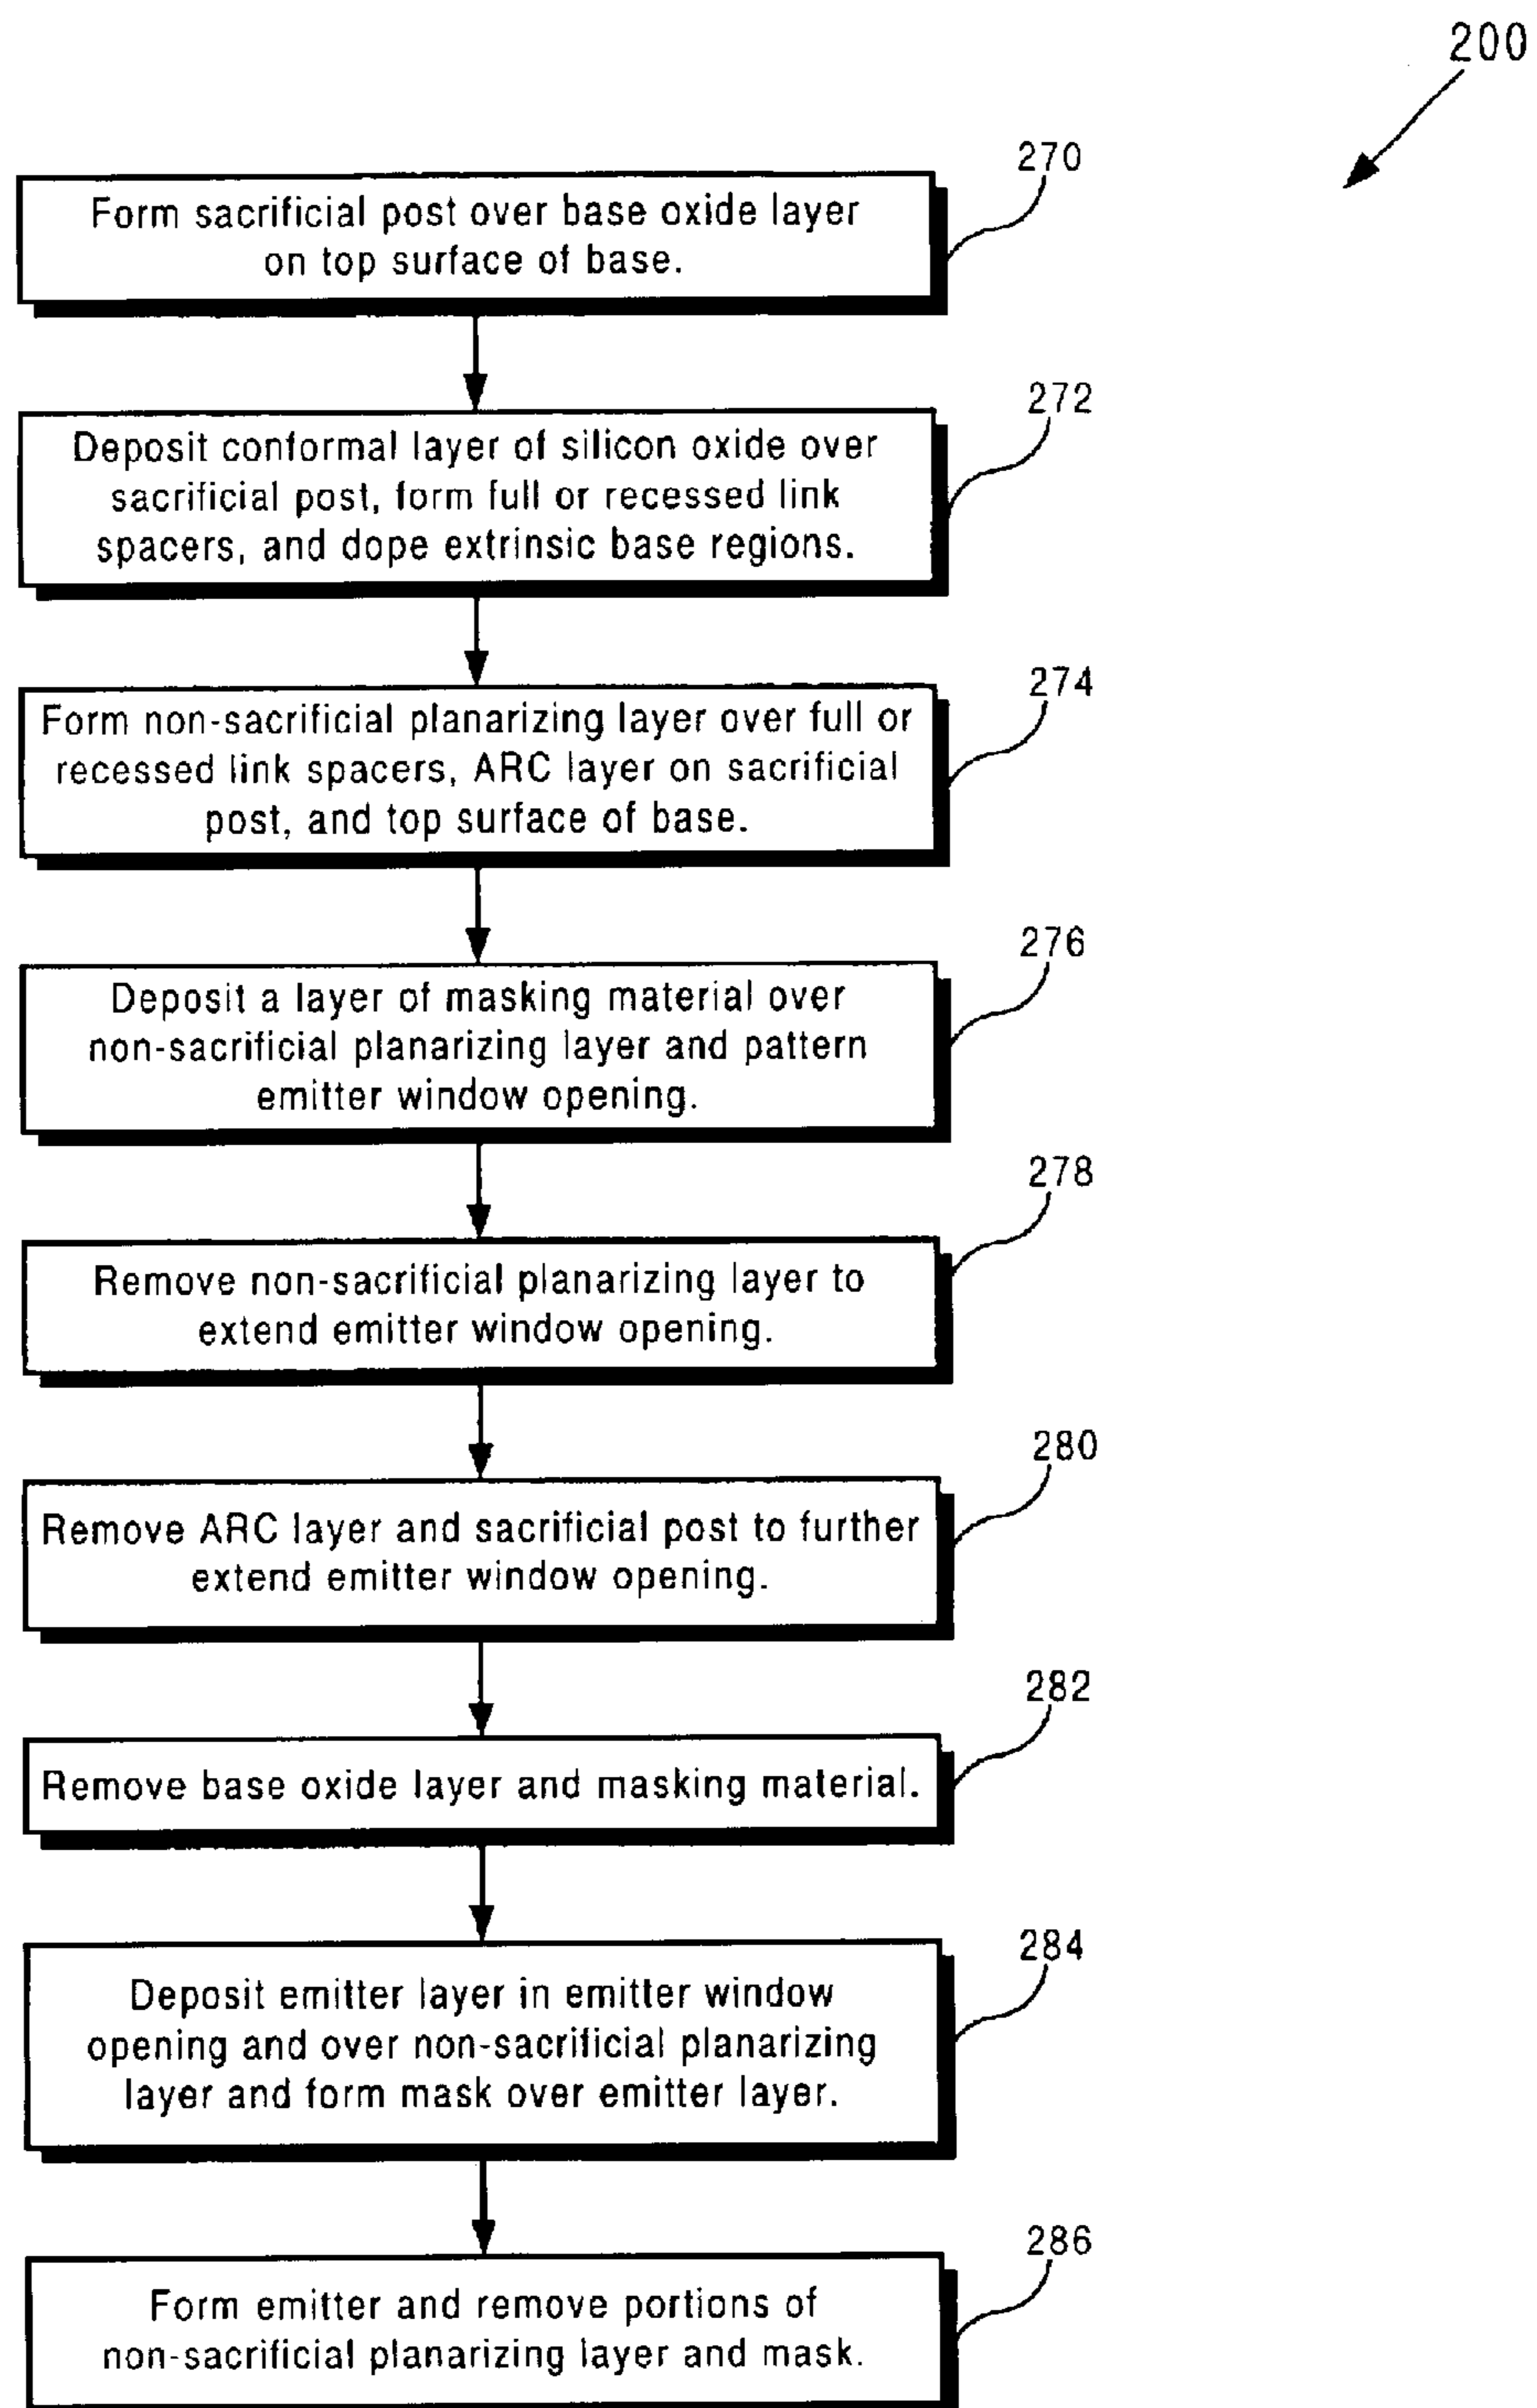 200
270
Form sacrificial post over base oxide layer
on top surface of base.
272
Deposit conformal layer of silicon oxide over
sacrificial post, form full or recessed link
spacers, and dope extrinsic base regions.
274
Form non-sacrificial planarizing layer over full or
recessed link spacers, ARC layer on sacrificial
post, and top surface of base.
276
Deposit a layer of masking material over
non-sacrificial planarizing layer and pattern
emitter window opening.
278
Remove non-sacrificial planarizing layer to
extend emitter window opening.
280
Remove ARC layer and sacrificial post to further
extend emitter window opening.
282
Remove base oxide layer and masking material.
284
Deposit emitter layer in emitter window
opening and over non-sacrificial planarizing
layer and form mask over emitter layer.
286
Form emitter and remove portions of
non-sacrificial planarizing layer and mask.